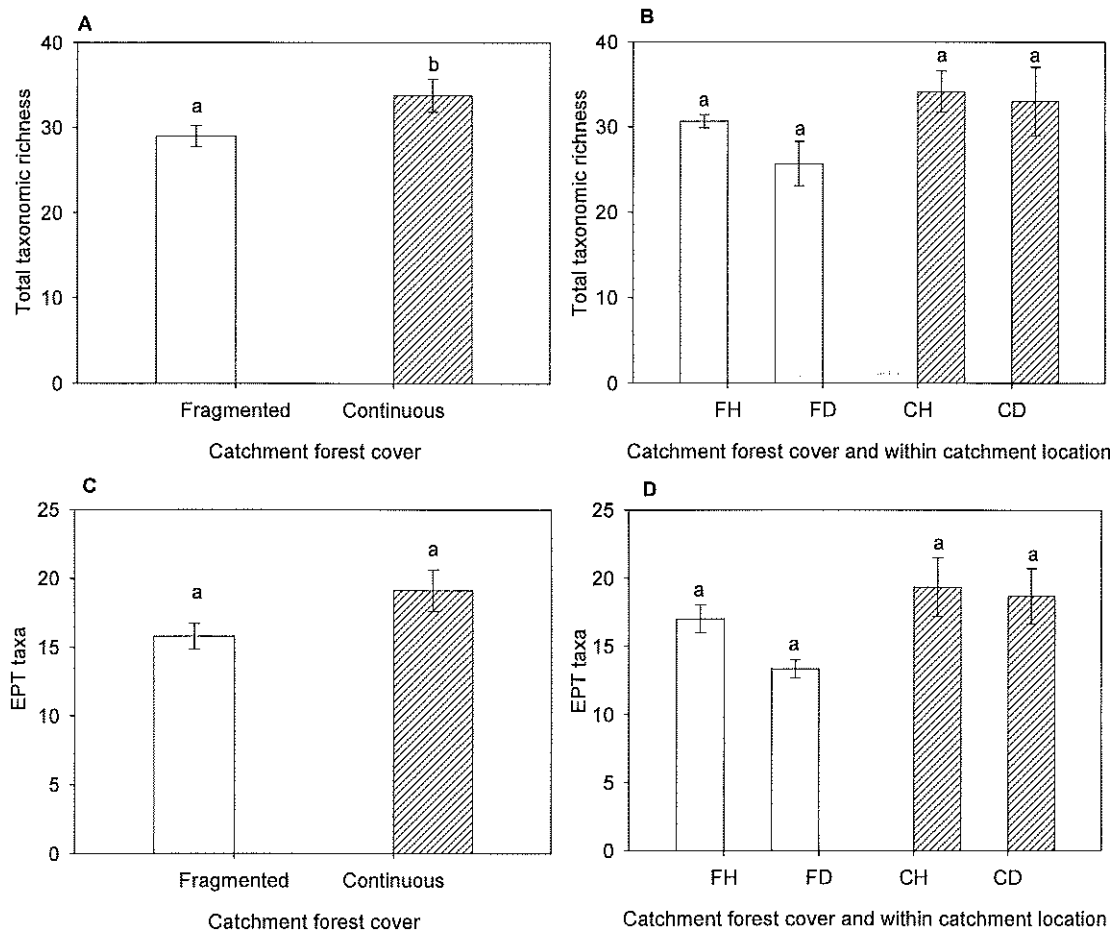 A
Total taxonomic richness
40
30
20
10
0
a
b
Fragmented Continuous
Catchment forest cover
B
Total taxonomic richness
40
30
20
10
0
a
a
a
a
FH FD CH CD
Catchment forest cover and within catchment location
C
EPT taxa
25
20
15
10
5
0
a
a
Fragmented Continuous
Catchment forest cover
D
EPT taxa
25
20
15
10
5
0
a
a
a
a
FH FD CH CD
Catchment forest cover and within catchment location